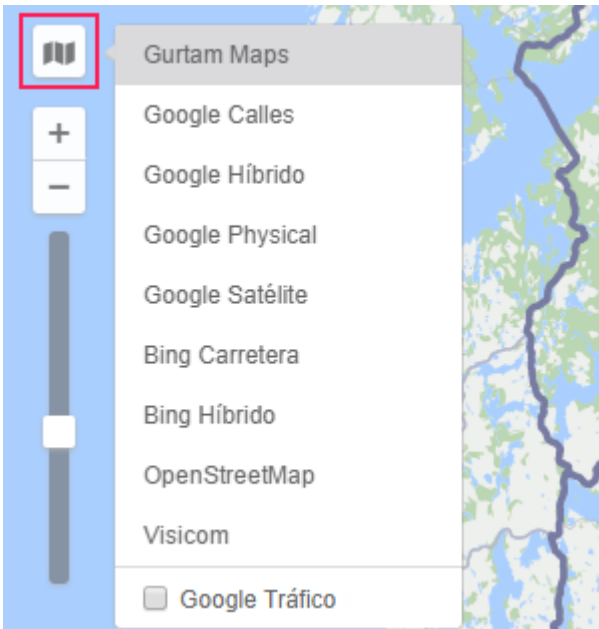 Gurtam Maps
Google Calles
Google Híbrido
Google Physical
Google Satélite
Bing Carretera
Bing Híbrido
OpenStreetMap
Visicom
Google Tráfico